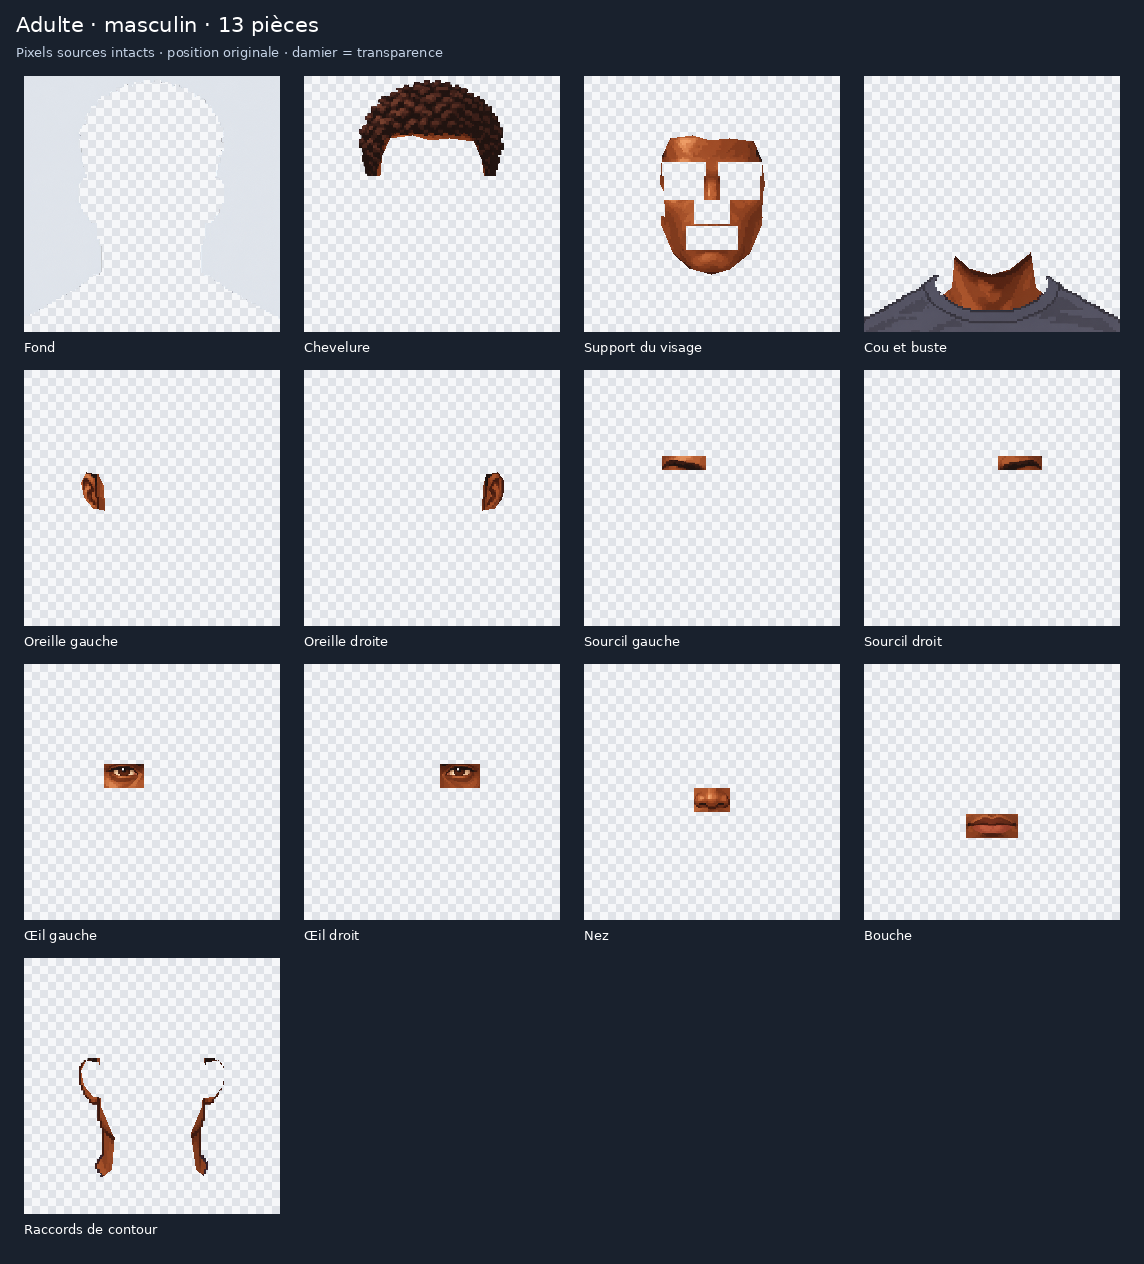 Adulte · masculin · 13 pièces
Pixels sources intacts · position originale · damier = transparence
Fond
Chevelure
Support du visage
Cou et buste
Oreille gauche
Oreille droite
Sourcil gauche
Sourcil droit
Œil gauche
Œil droit
Nez
Bouche
Raccords de contour